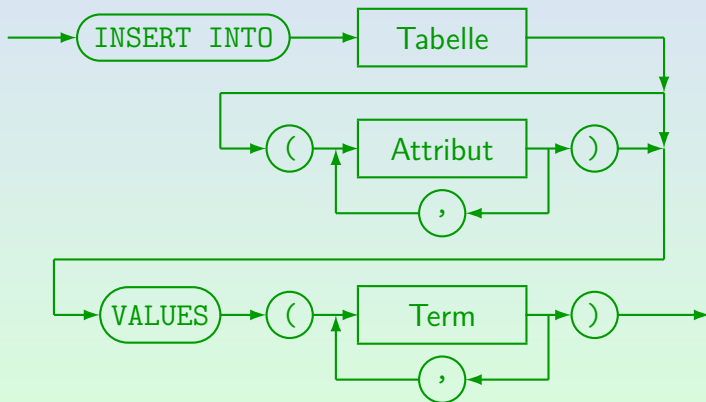 INSERT INTO Tabelle
( Attribut )
,
VALUES ( Term )
,